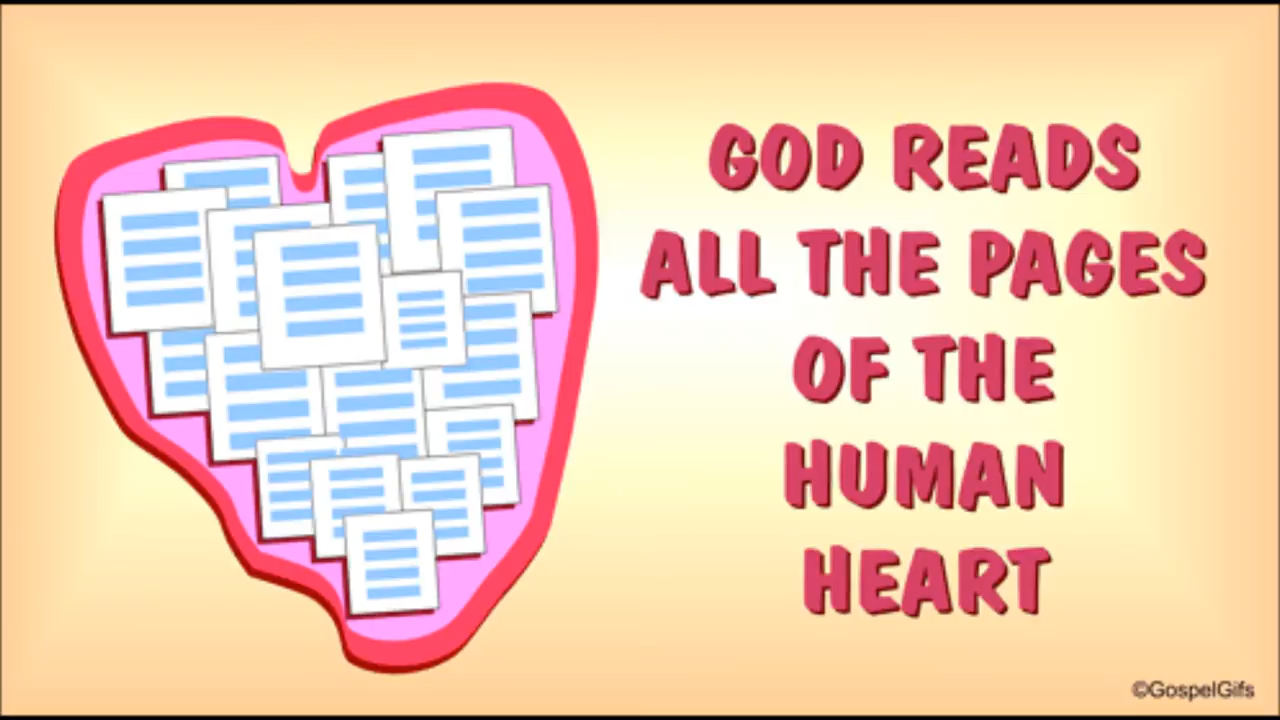 GOD READS
ALL THE PAGES
OF THE
HUMAN
HEART
©GospelGifs